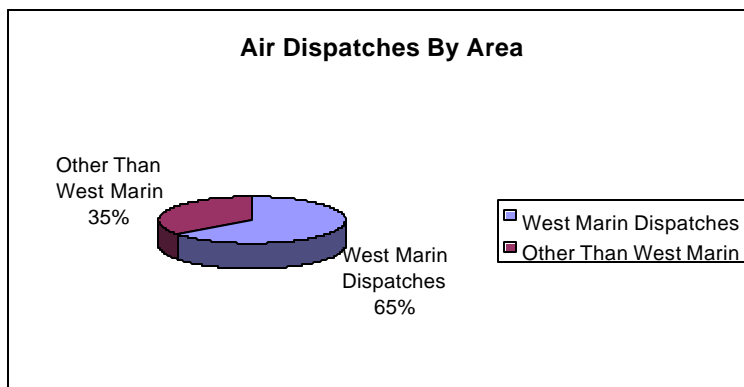 Air Dispatches By Area
Other Than
West Marin
35%
West Marin
Dispatches
65%
West Marin Dispatches
Other Than West Marin